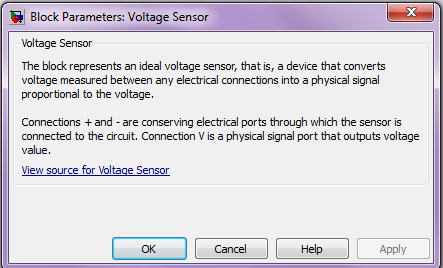 Block Parameters: Voltage Sensor
Voltage Sensor
The block represents an ideal voltage sensor, that is, a device that converts
voltage measured between any electrical connections into a physical signal
proportional to the voltage.
Connections + and - are conserving electrical ports through which the sensor is
connected to the circuit. Connection V is a physical signal port that outputs voltage
value.
View source for Voltage Sensor
OK Cancel Help Apply